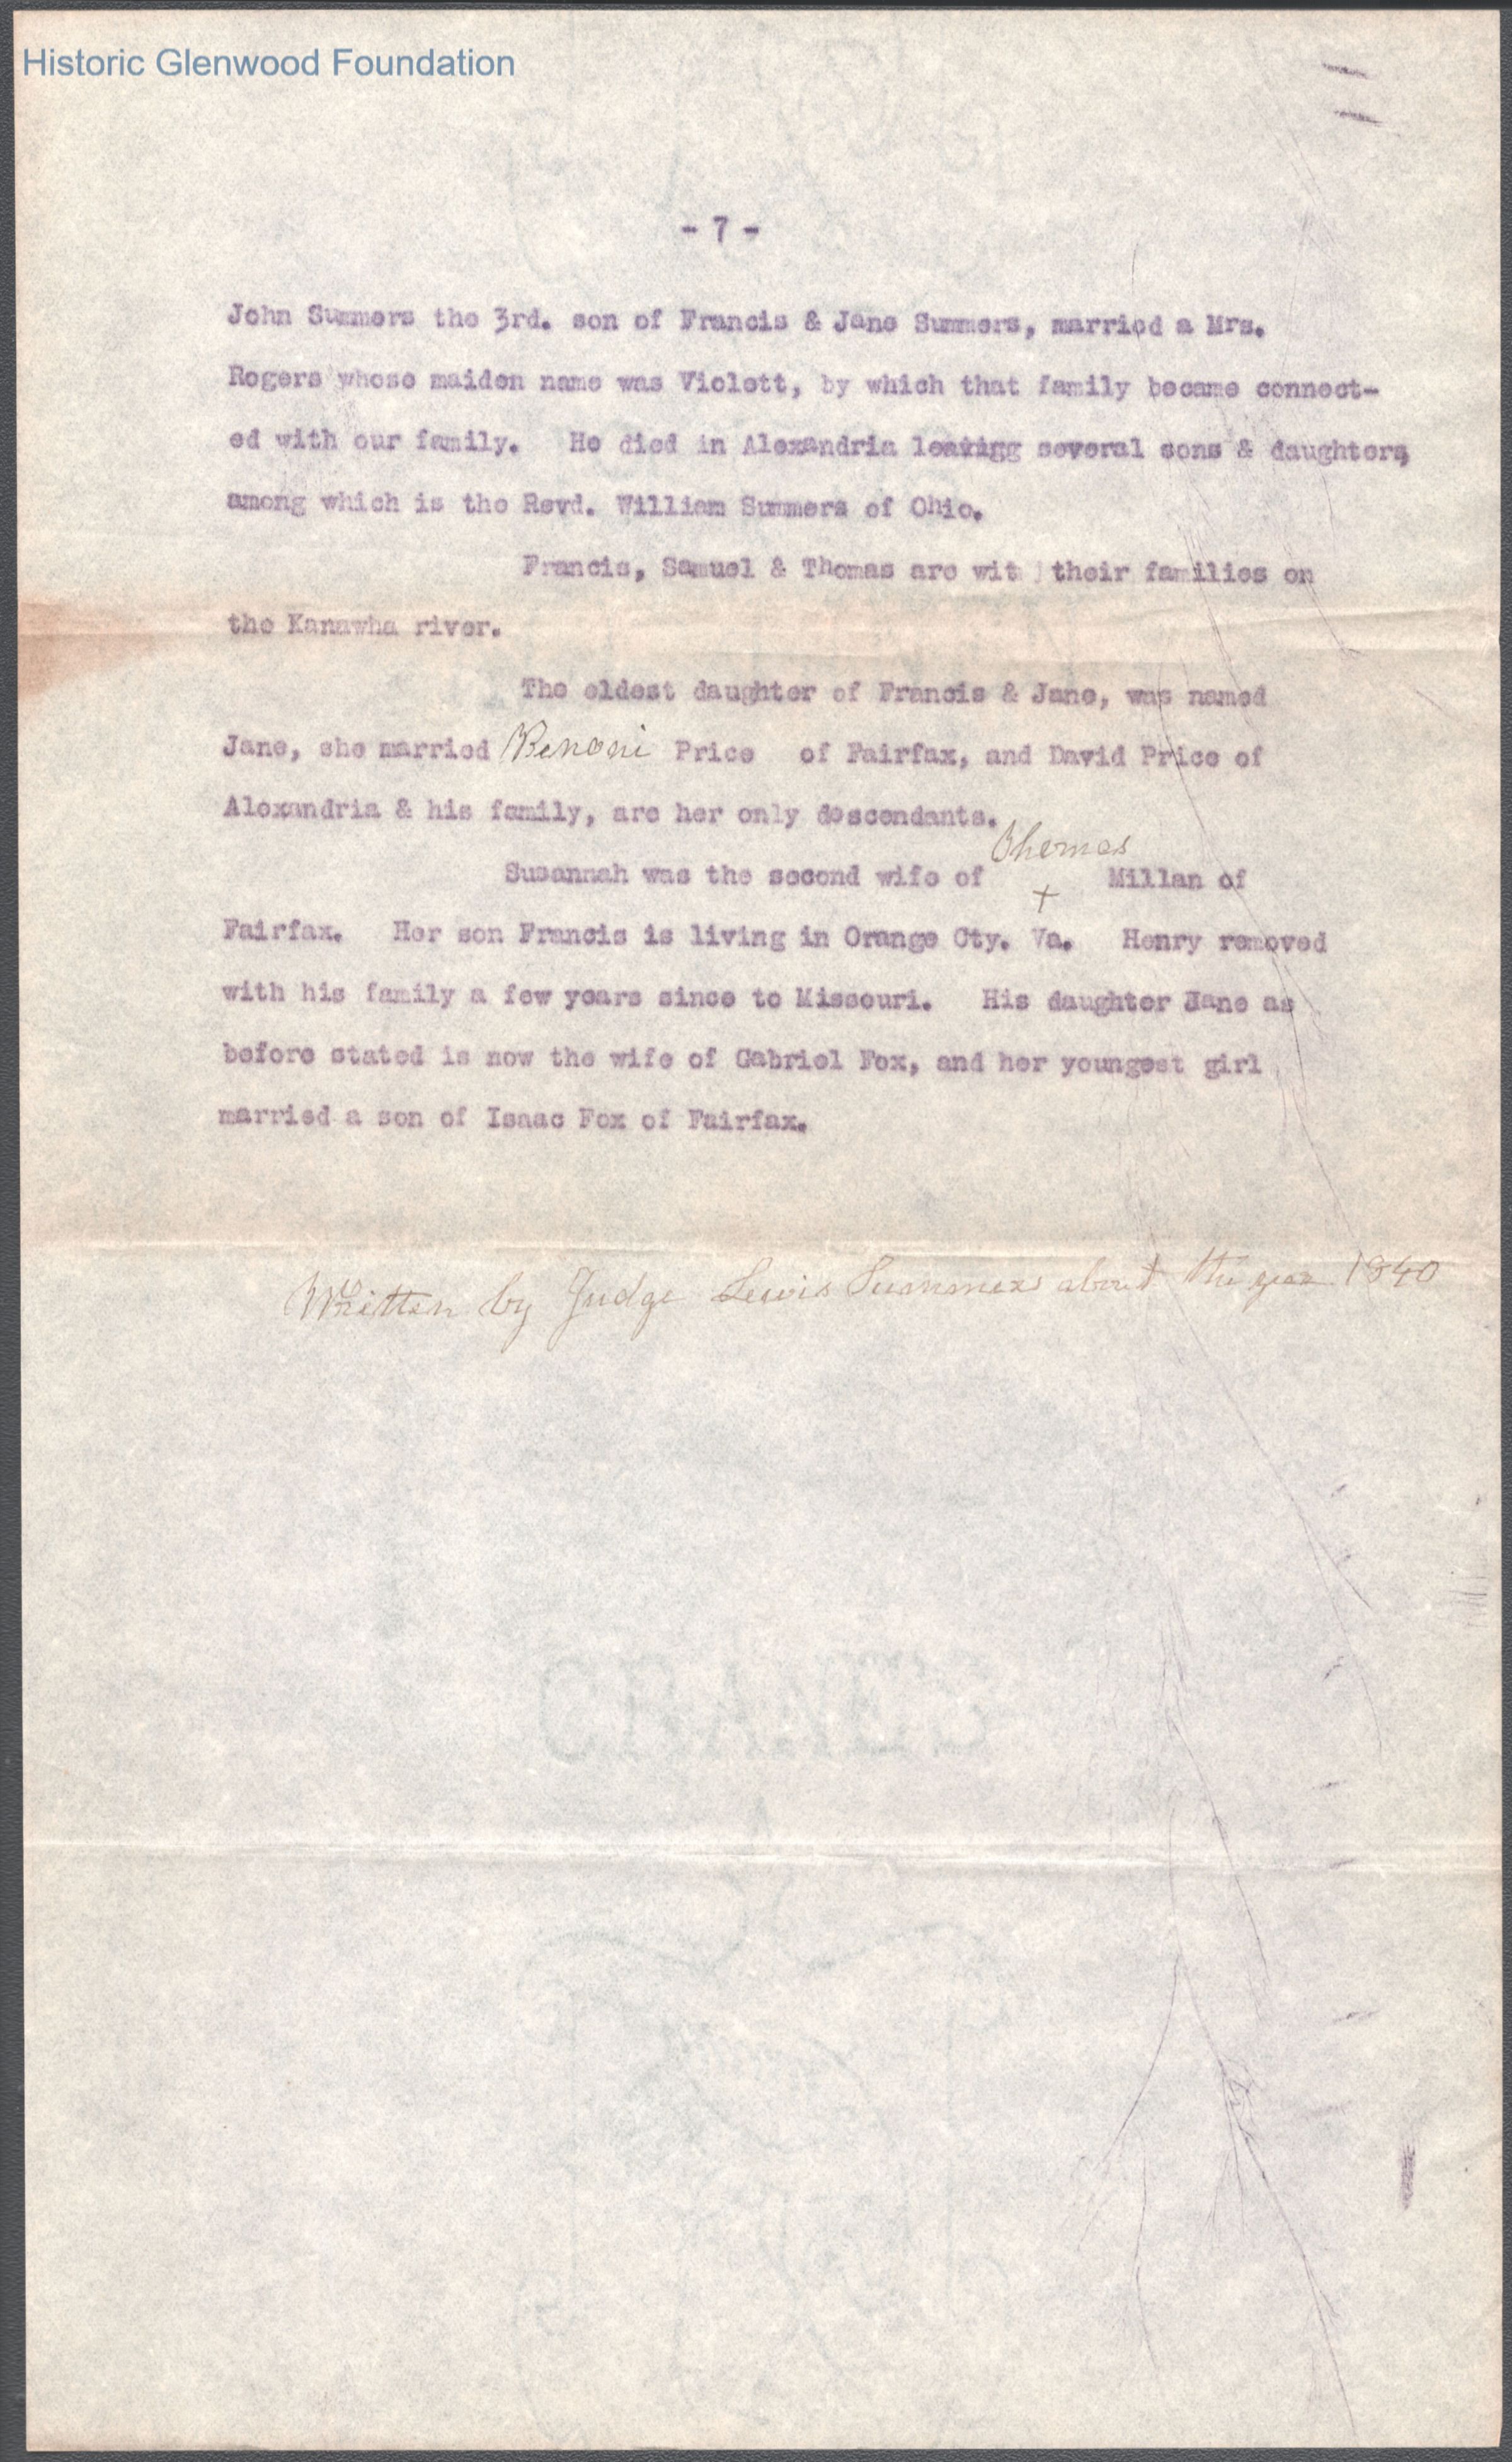 Historic Glenwood Foundation
- 7 -
John Summers the 3rd. son of Francis & Jane Summers, married a Mrs.
Rogers whose maiden name was Violett, by which that family became connect-
ed with our family. He died in Alexandria leavigg several sons & daughters,
among which is the Revd. William Summers of Ohio.
Francis, Samuel & Thomas are wit their families on
the Kanawha river.
The eldest daughter of Francis & Jane, was named
Jane, she married Benoni Price of Fairfax, and David Price of
Alexandria & his family, are her only descendants.
Thomas
Susannah was the second wife of + Millan of
Fairfax. Her son Francis is living in Orange Cty. Va. Henry removed
with his family a few years since to Missouri. His daughter Jane as
before stated is now the wife of Gabriel Fox, and her youngest girl
married a son of Isaac Fox of Fairfax.
Written by Judge Lewis Summers about the year 1840